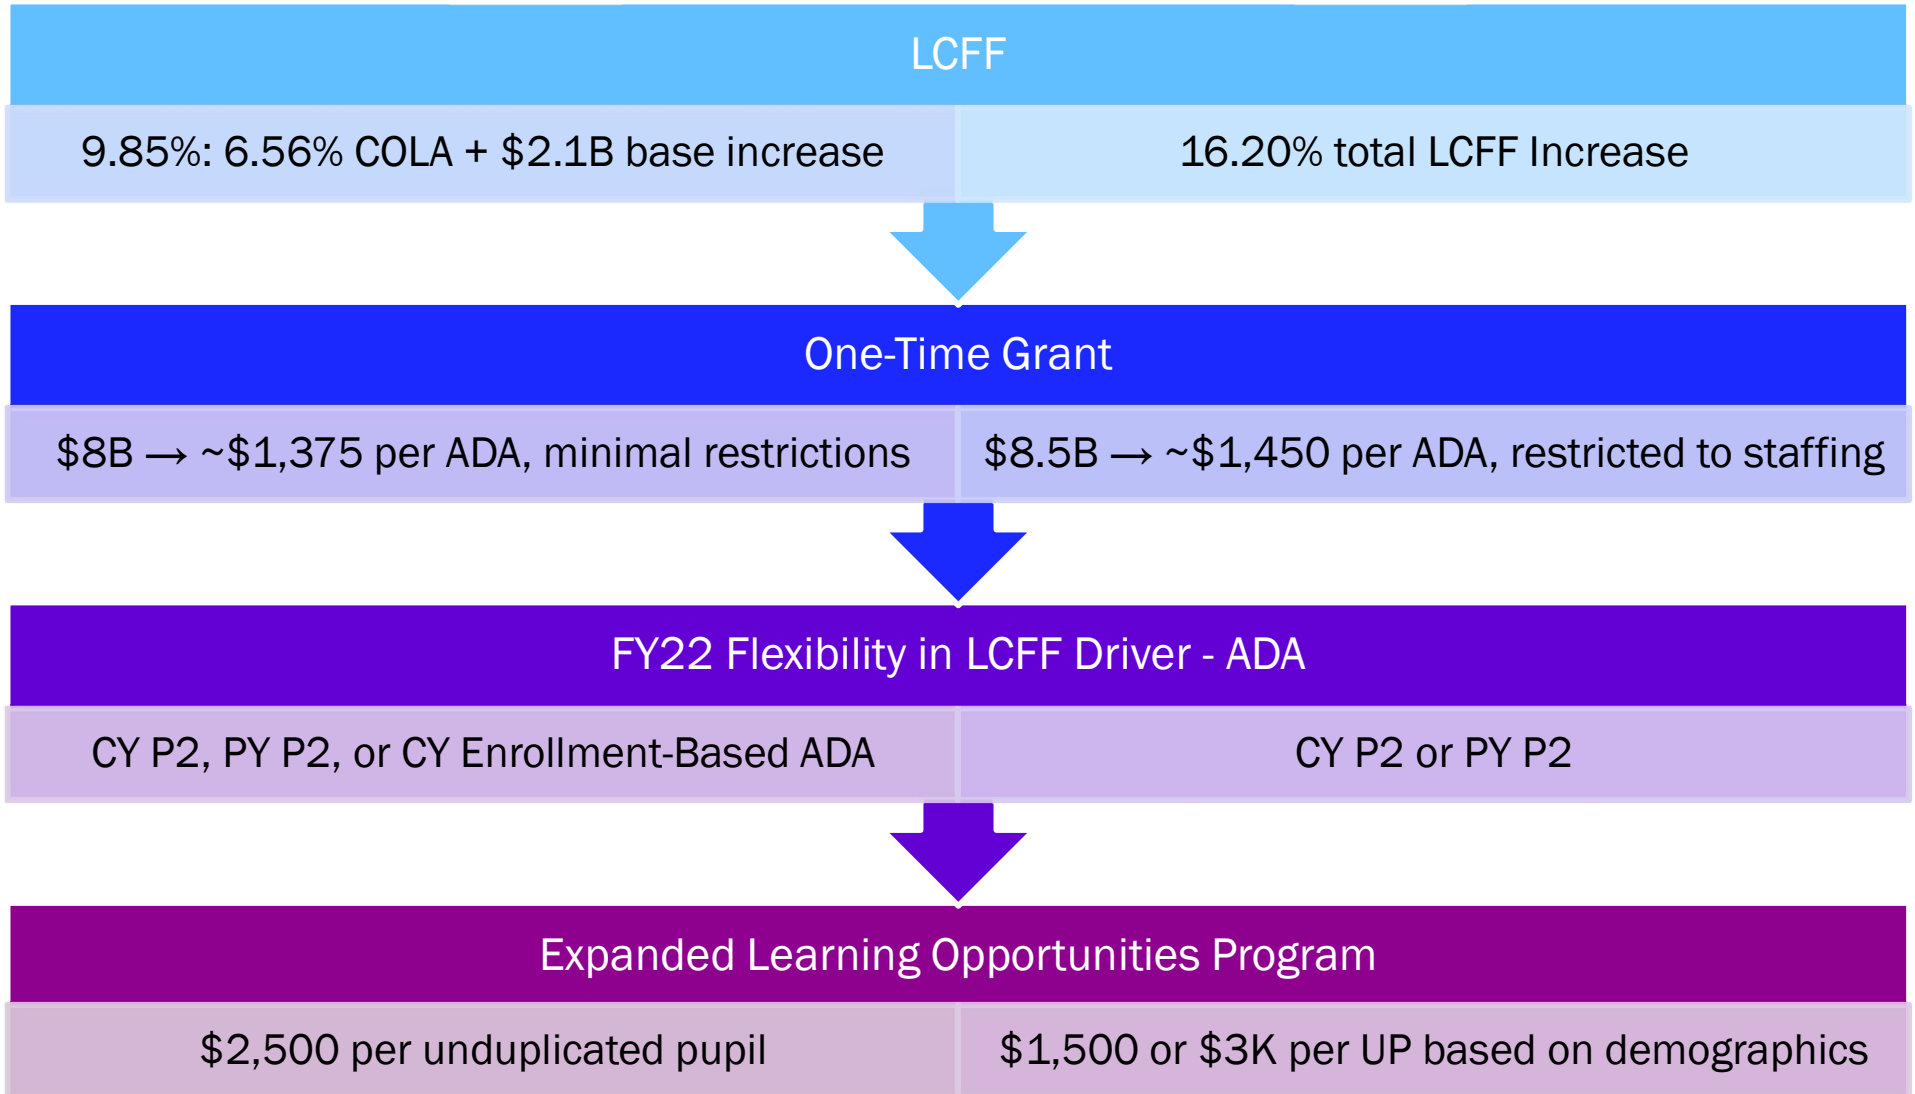 LCFF
9.85%: 6.56% COLA + $2.1B base increase
16.20% total LCFF Increase
One-Time Grant
$8B → ~$1,375 per ADA, minimal restrictions
$8.5B → ~$1,450 per ADA, restricted to staffing
FY22 Flexibility in LCFF Driver - ADA
CY P2, PY P2, or CY Enrollment-Based ADA
CY P2 or PY P2
Expanded Learning Opportunities Program
$2,500 per unduplicated pupil
$1,500 or $3K per UP based on demographics